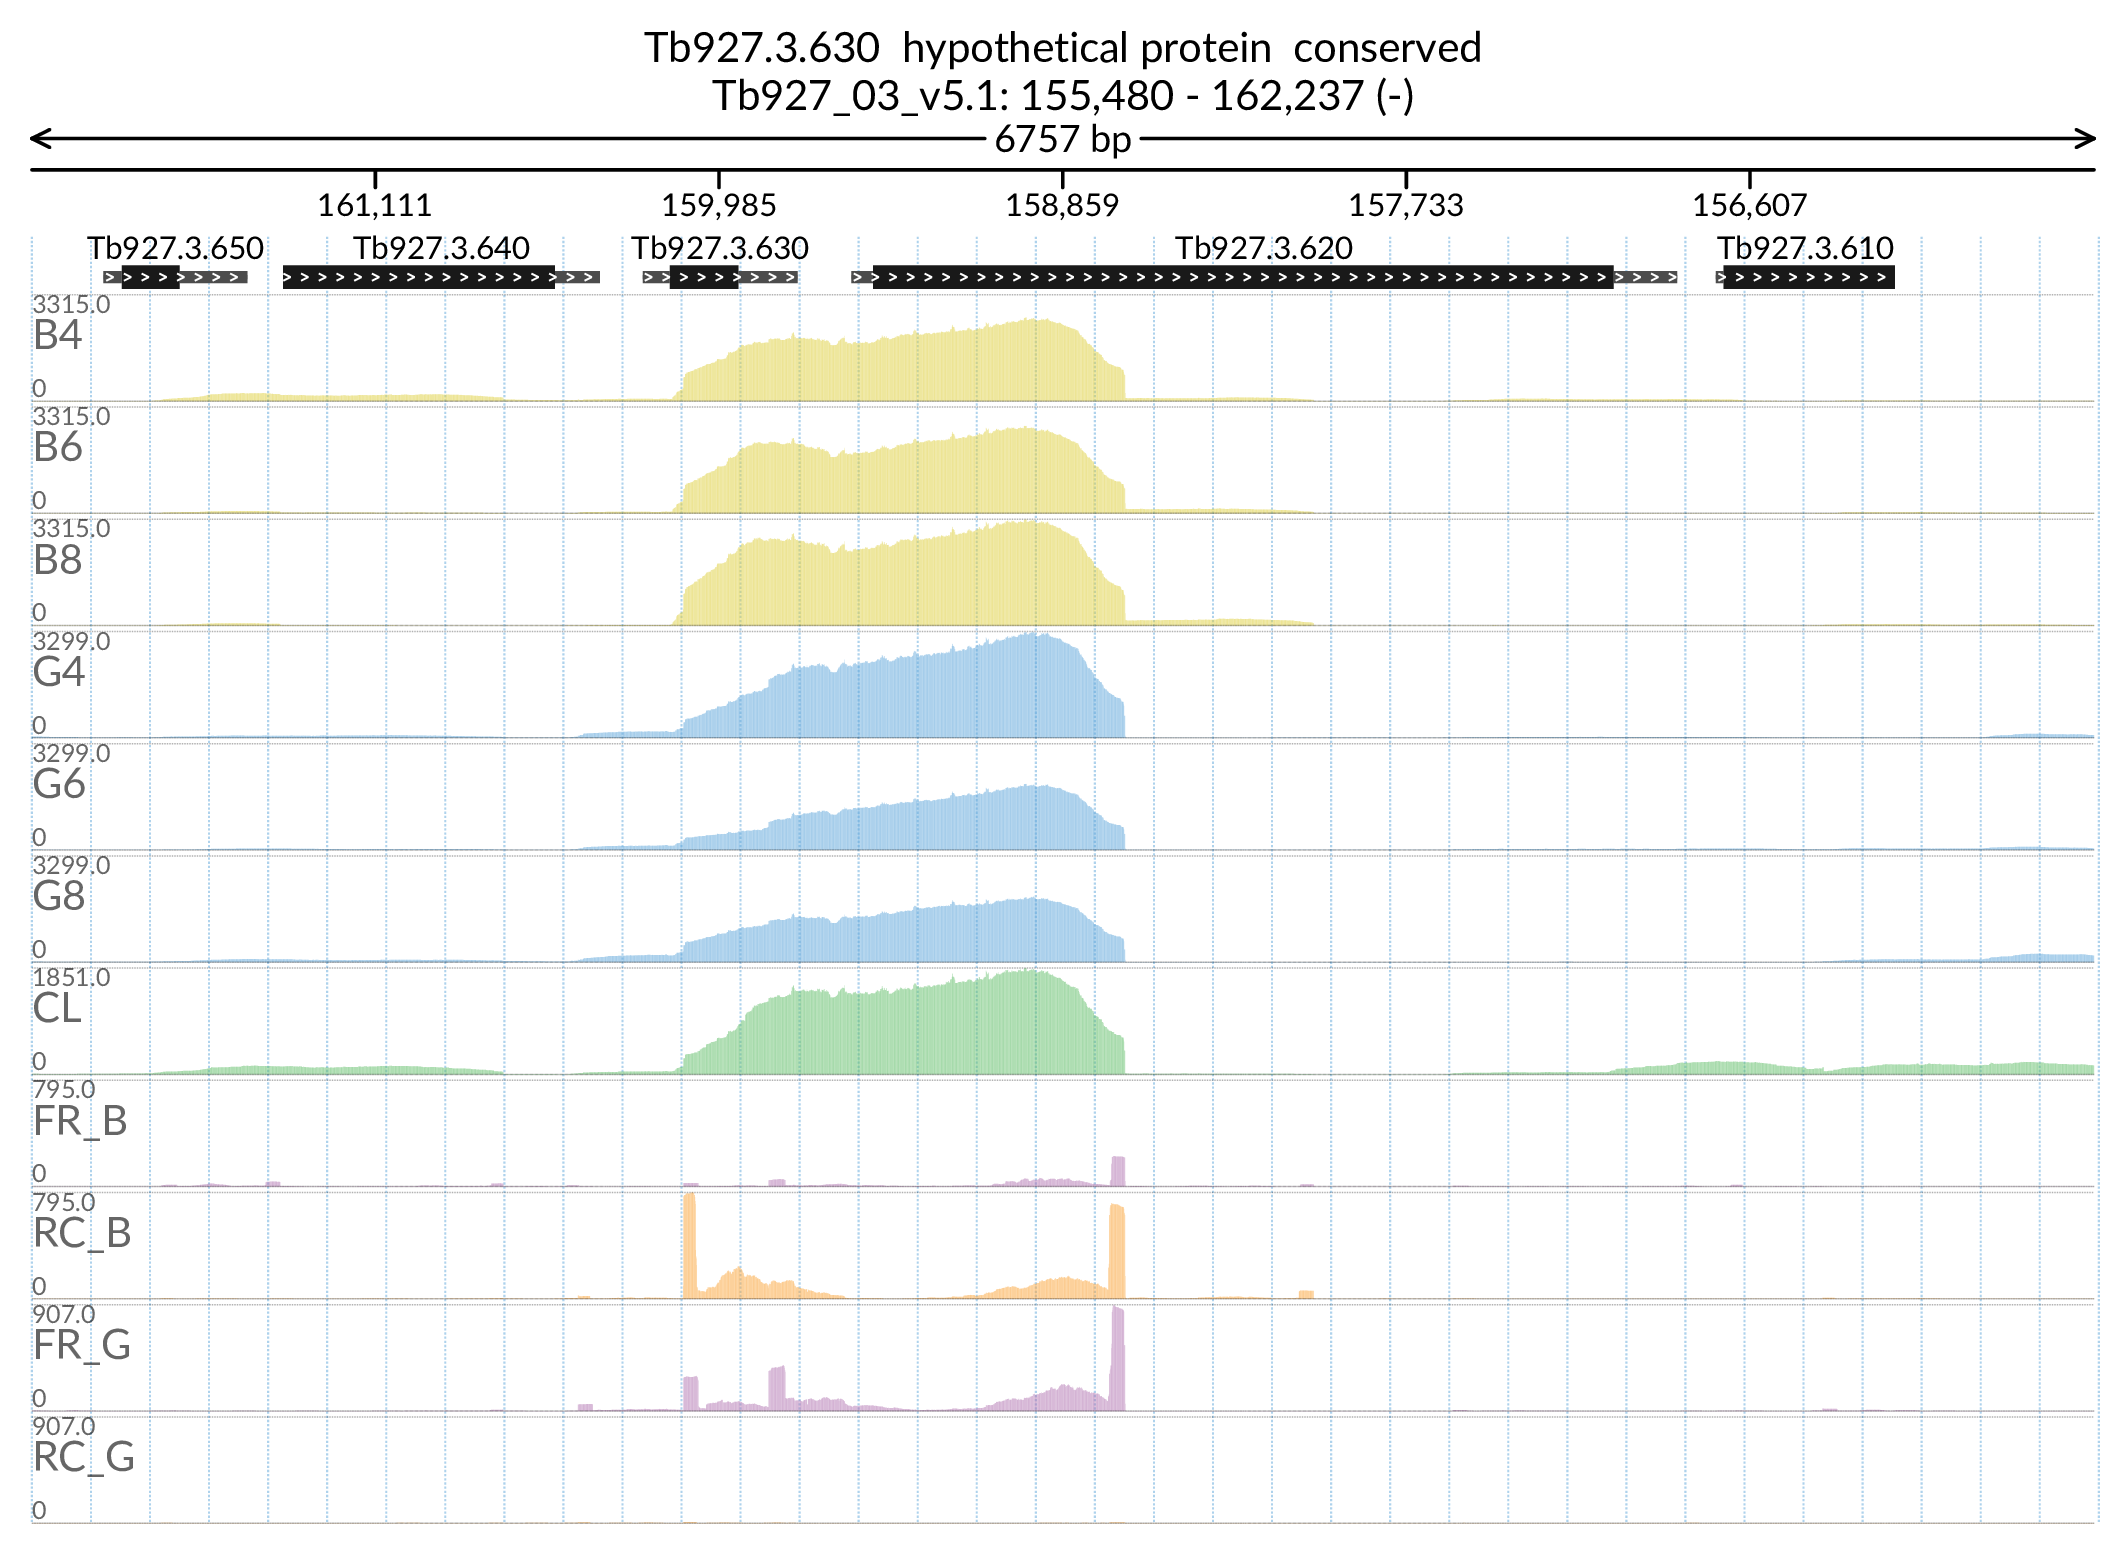 Tb927.3.630  hypothetical protein  conserved
Tb927_03_v5.1: 155,480 - 162,237 (-)
6757 bp
161,111 159,985 158,859 157,733 156,607
Tb927.3.650 Tb927.3.640 Tb927.3.630 Tb927.3.620 Tb927.3.610
3315.0
B4
0
3315.0
B6
0
3315.0
B8
0
3299.0
G4
0
3299.0
G6
0
3299.0
G8
0
1851.0
CL
0
795.0
FR_B
0
795.0
RC_B
0
907.0
FR_G
0
907.0
RC_G
0